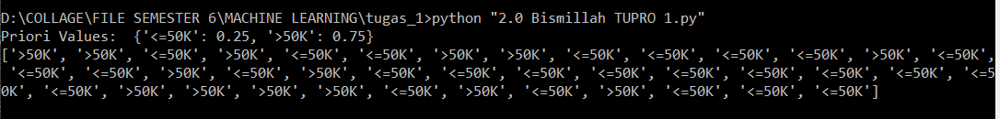 D:\COLLAGE\FILE SEMESTER 6\MACHINE LEARNING\tugas_1>python "2.0 Bismillah TUPRO 1.py"
Priori Values:  {'<=50K': 0.25, '>50K': 0.75}
['>50K', '>50K', '<=50K', '>50K', '<=50K', '<=50K', '>50K', '>50K', '<=50K', '<=50K', '<=50K', '<=50K', '>50K', '<=50K',
 '<=50K', '<=50K', '>50K', '<=50K', '>50K', '<=50K', '<=50K', '<=50K', '<=50K', '<=50K', '<=50K', '<=50K', '<=5
0K', '<=50K', '>50K', '>50K', '>50K', '>50K', '<=50K', '>50K', '<=50K', '>50K', '<=50K', '<=50K', '<=50K']